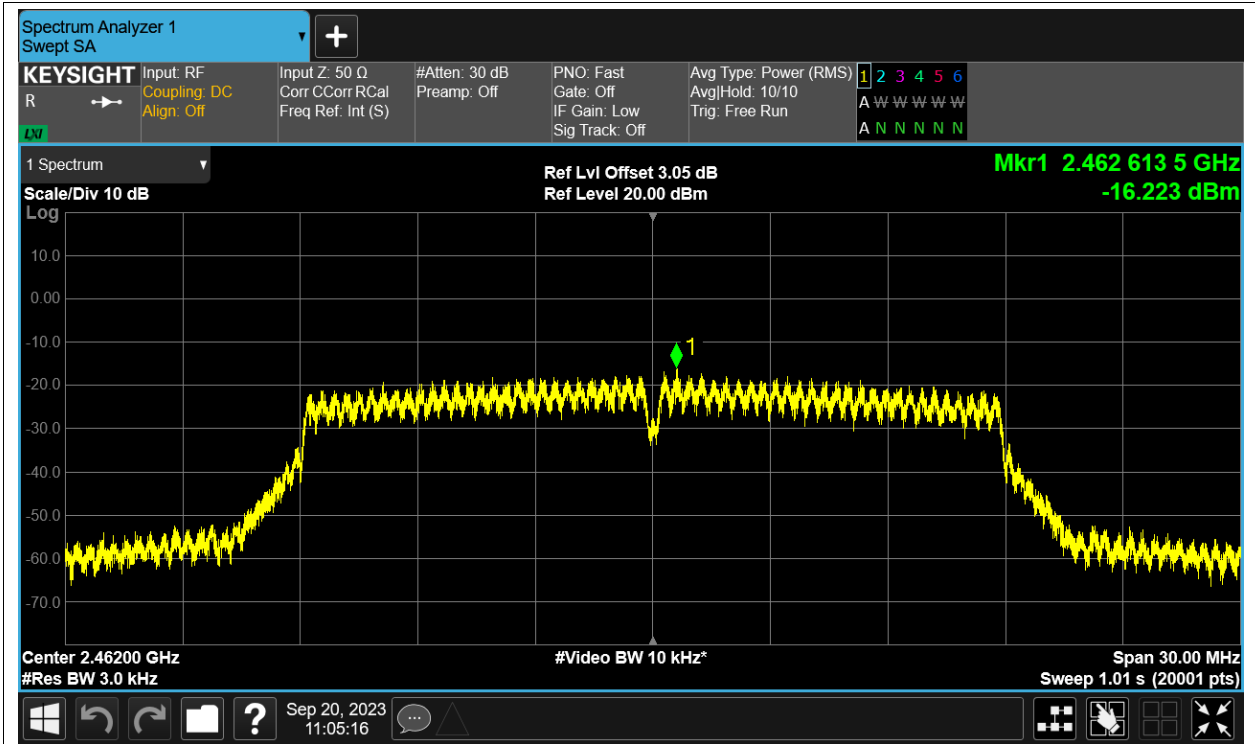 Spectrum Analyzer 1
Swept SA
KEYSIGHT
R
LXI
Input: RF
Coupling: DC
Align: Off
Input Z: 50 Ω
Corr CCorr RCal
Freq Ref: Int (S)
#Atten: 30 dB
Preamp: Off
PNO: Fast
Gate: Off
IF Gain: Low
Sig Track: Off
Avg Type: Power (RMS)
Avg|Hold: 10/10
Trig: Free Run
1 2 3 4 5 6
A W W W W W
A N N N N N
1 Spectrum
Scale/Div 10 dB
Log
Ref Lvl Offset 3.05 dB
Ref Level 20.00 dBm
Mkr1 2.462 613 5 GHz
-16.223 dBm
10.0
0.00
-10.0
1
-20.0
-30.0
-40.0
-50.0
-60.0
-70.0
Center 2.46200 GHz
#Res BW 3.0 kHz
#Video BW 10 kHz*
Span 30.00 MHz
Sweep 1.01 s (20001 pts)
?
Sep 20, 2023
11:05:16